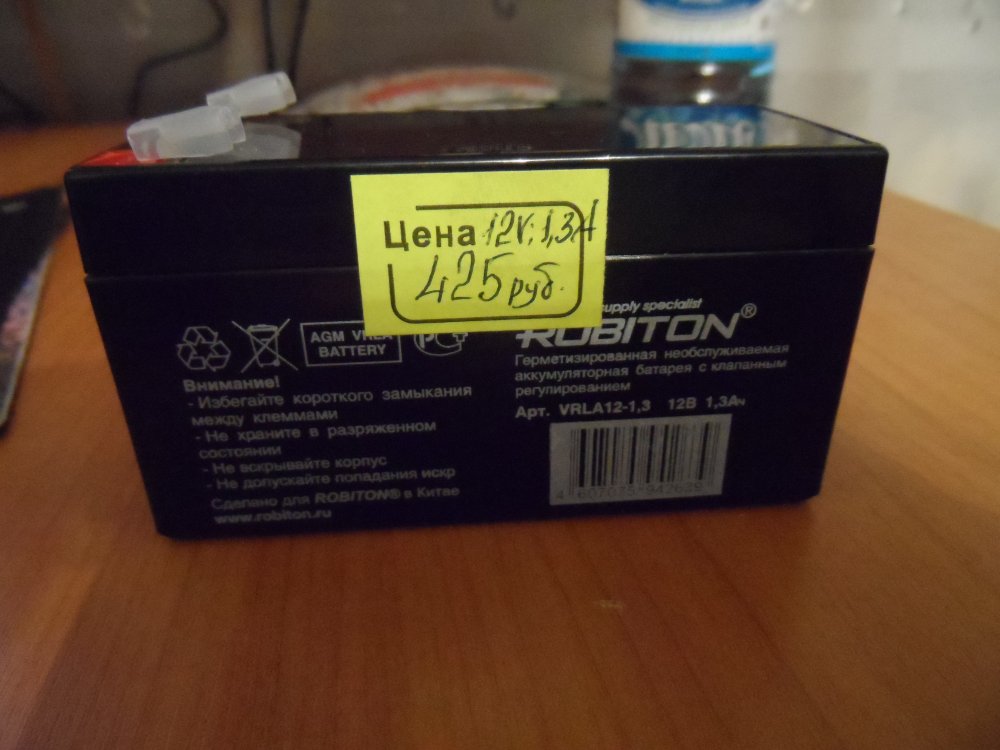 Цена 12V; 1,3А
425 руб.
AGM VRLA
BATTERY
Внимание!
- Избегайте короткого замыкания
между клеммами
- Не храните в разряженном
состоянии
- Не вскрывайте корпус
- Не допускайте попадания искр
Сделано для ROBITON® в Китае
www.robiton.ru
supply specialist
ROBITON®
Герметизированная необслуживаемая
аккумуляторная батарея с клапанным
регулированием
Арт. VRLA12-1,3 12В 1,3Ач